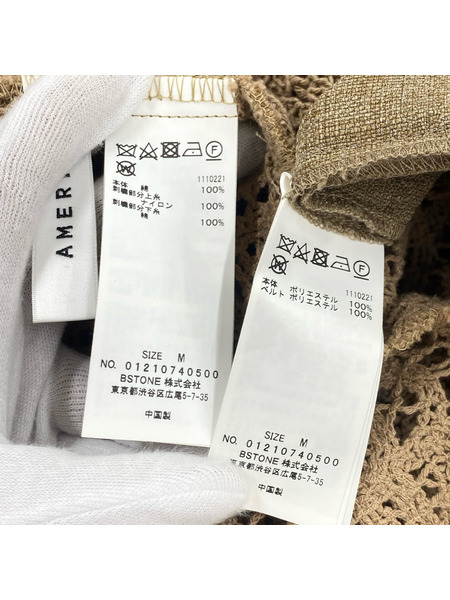 AMERI
1110221
本体 綿 100%
刺繍部分上糸
ナイロン 100%
刺繍部分下糸
綿 100%
SIZE M
NO. 01210740500
BSTONE 株式会社
東京都渋谷区広尾5-7-35
中国製
1110221
本体 ポリエステル 100%
ベルト ポリエステル 100%
SIZE M
NO. 01210740500
BSTONE 株式会社
東京都渋谷区広尾5-7-35
中国製